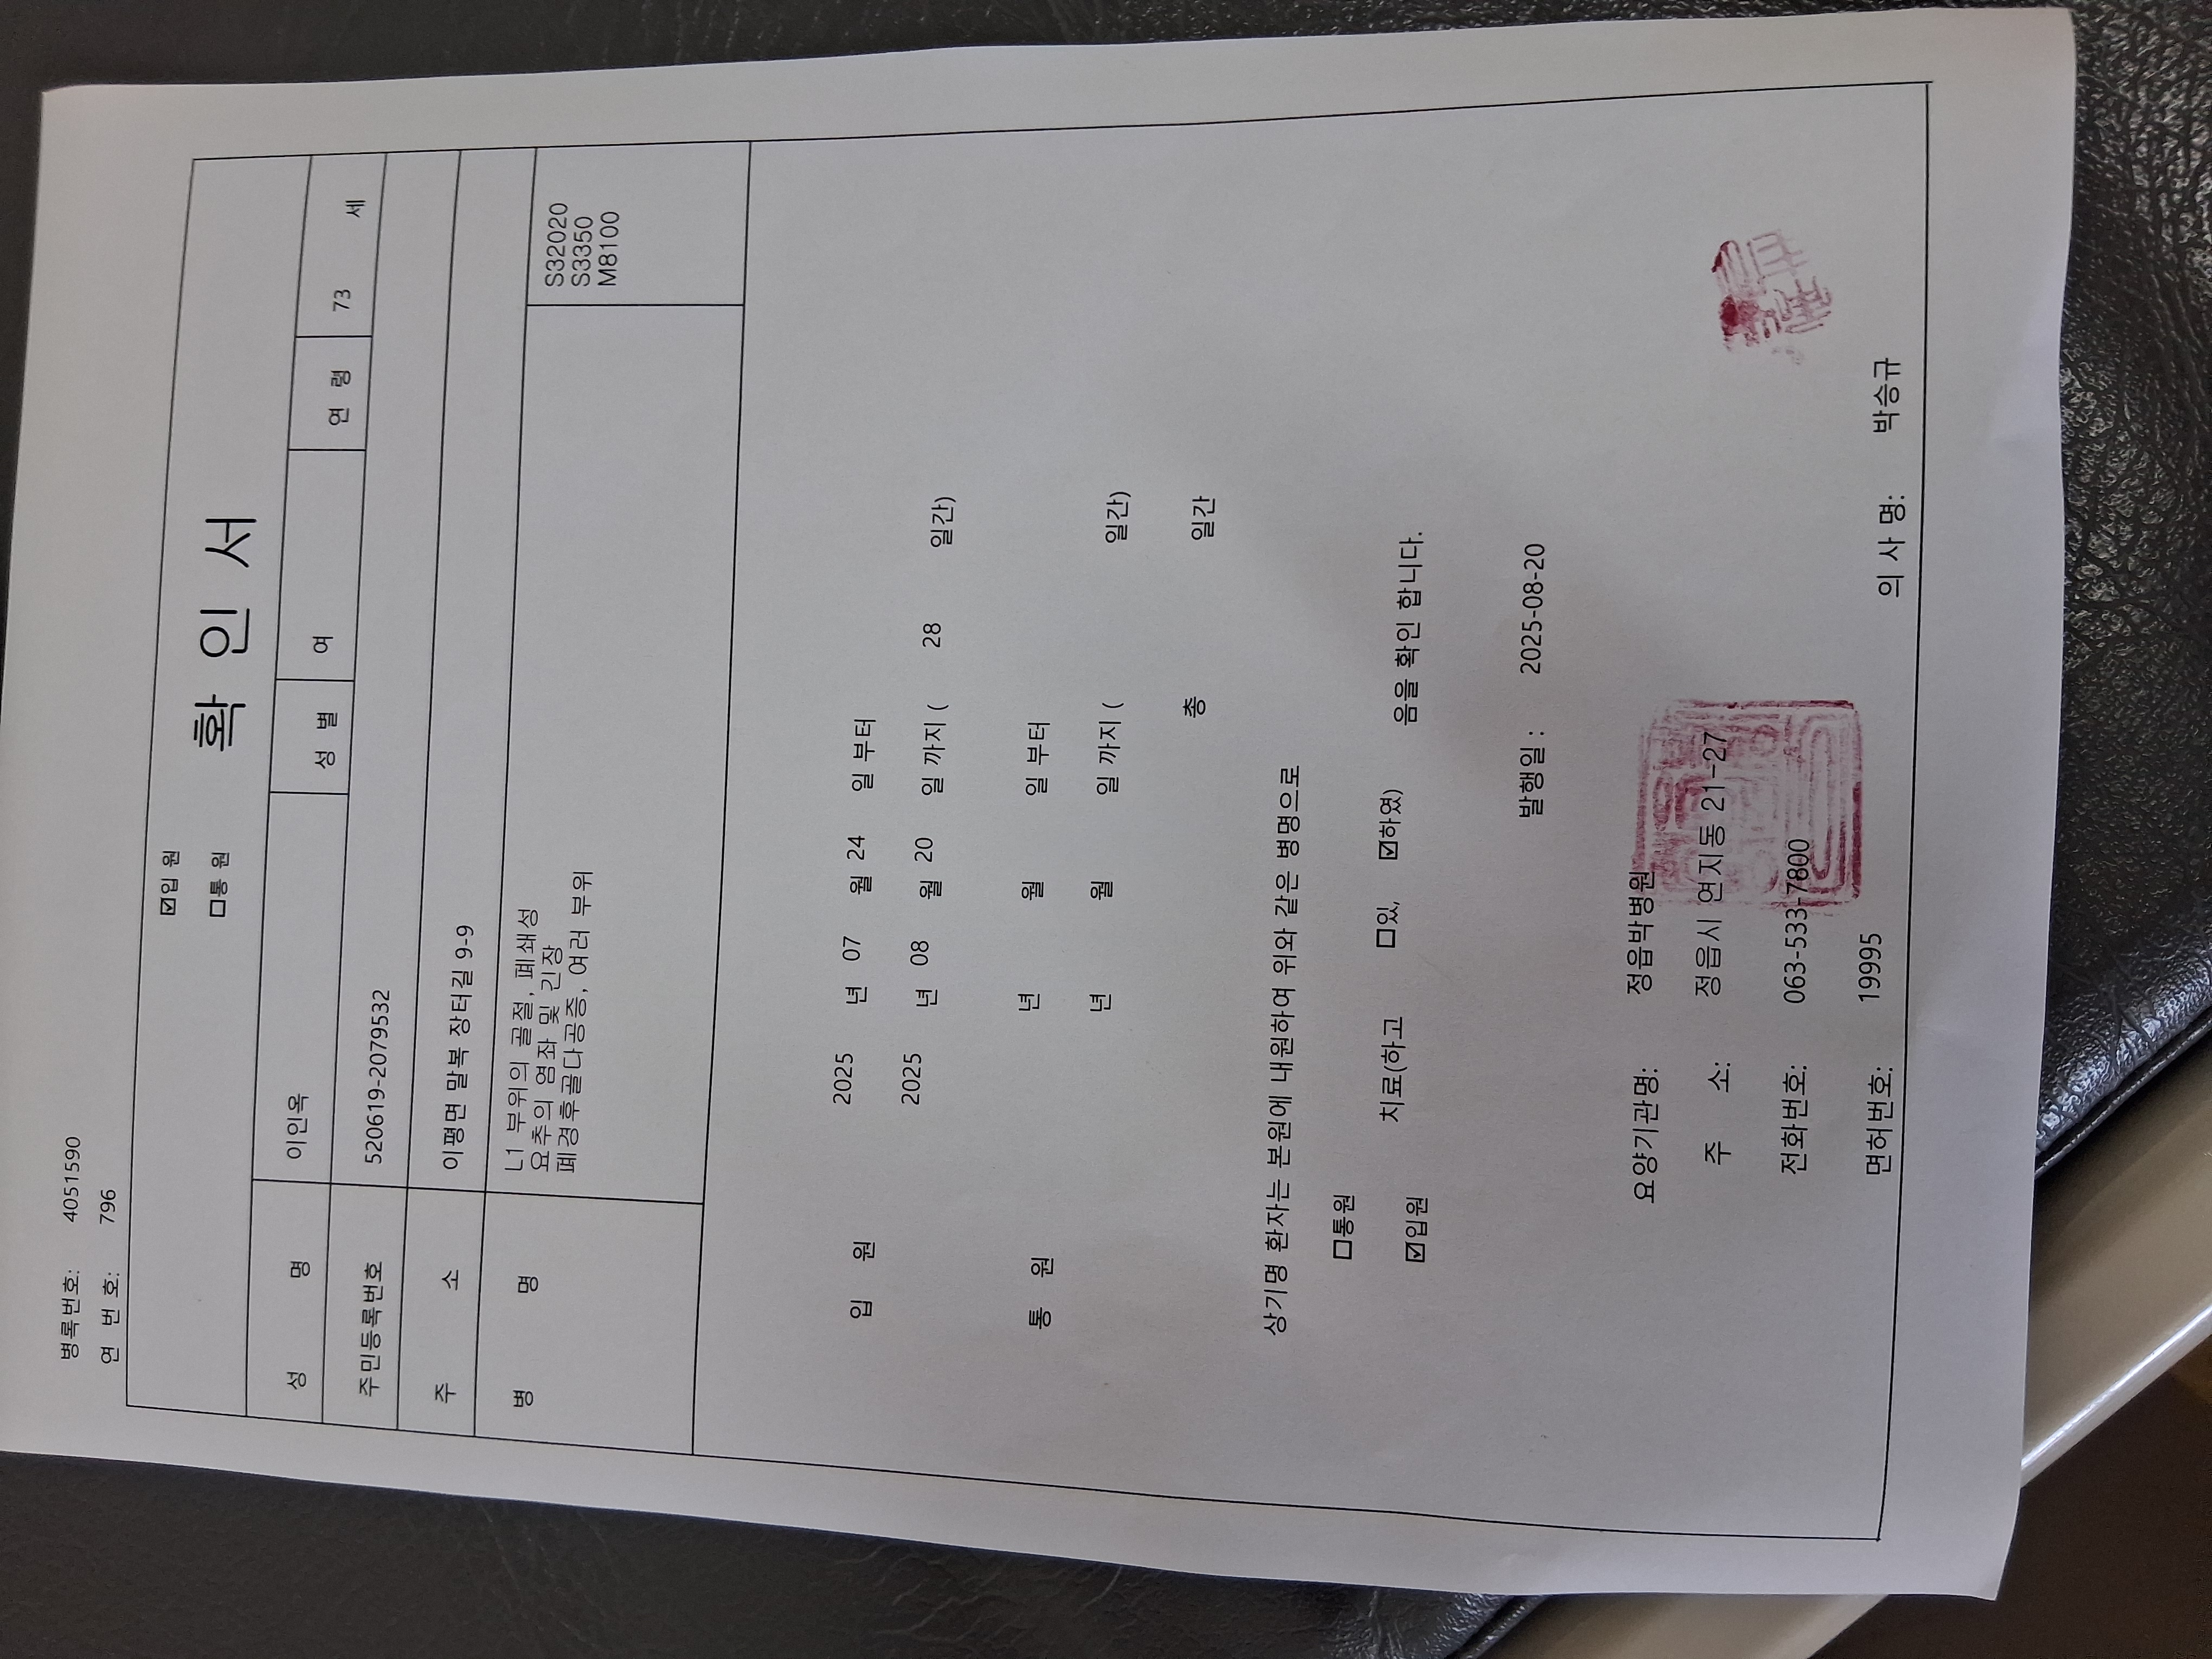 병록번호: 4051590
연 번 호: 796
☑입 원
☐통 원
확 인 서
성 명 이인옥 성 별 여 연 령 73 세
주민등록번호 520619-2079532
주 소 이평면 말복 장터길 9-9
병 명 L1 부위의 골절, 폐쇄성 S32020
요추의 염좌 및 긴장 S3350
폐경후골다공증, 여러 부위 M8100
입 원 2025 년 07 월 24 일 부터
2025 년 08 월 20 일 까지 ( 28 일간)
통 원 년 월 일 부터
년 월 일 까지 ( 일간)
총 일간
상기명 환자는 본원에 내원하여 위와 같은 병명으로
☐통원
☑입원 치료(하고 ☐있, ☑하였) 음을 확인 합니다.
발행일 : 2025-08-20
요양기관명: 정읍박병원
주 소: 정읍시 연지동 21-27
전화번호: 063-533-7800
면허번호: 19995 의 사 명: 박승규